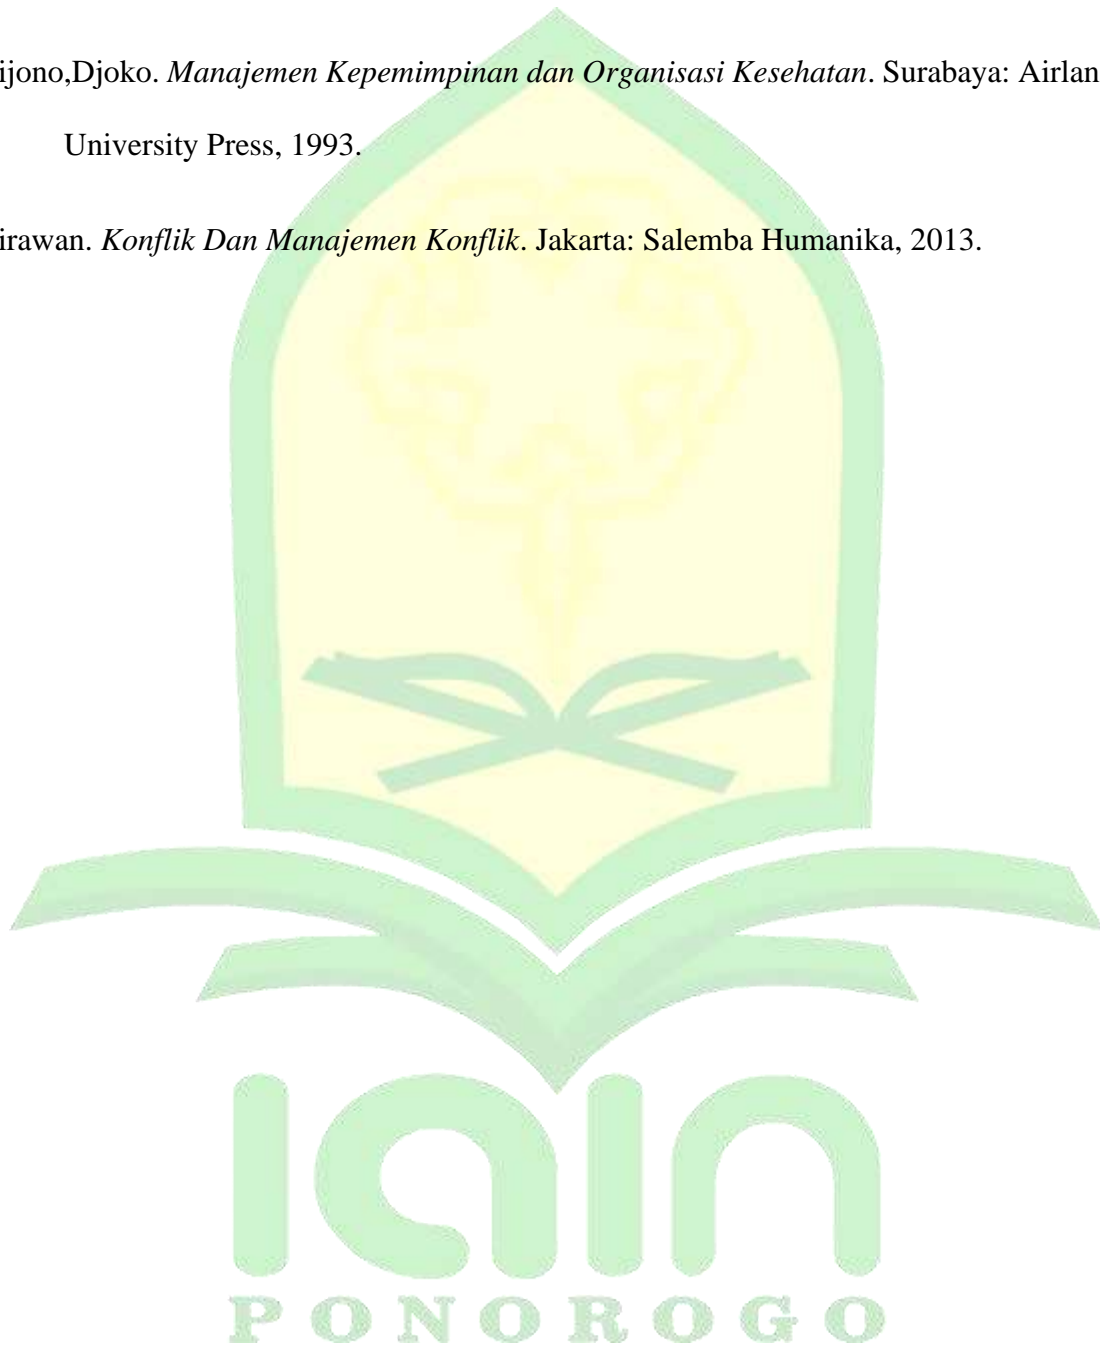 ijono,Djoko. Manajemen Kepemimpinan dan Organisasi Kesehatan. Surabaya: Airlan
University Press, 1993.
irawan. Konflik Dan Manajemen Konflik. Jakarta: Salemba Humanika, 2013.
iain
PONOROGO